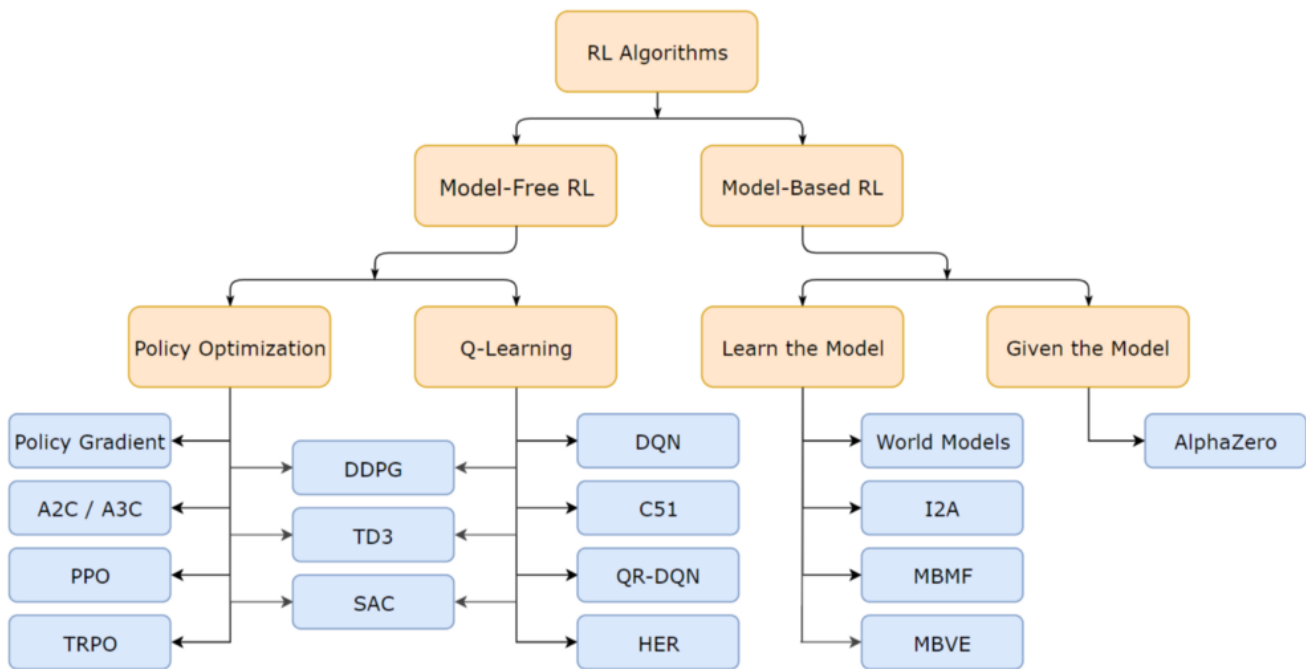 RL Algorithms
Model-Free RL
Model-Based RL
Policy Optimization
Q-Learning
Learn the Model
Given the Model
Policy Gradient
DQN
World Models
AlphaZero
DDPG
A2C / A3C
C51
I2A
TD3
PPO
QR-DQN
MBMF
SAC
TRPO
HER
MBVE